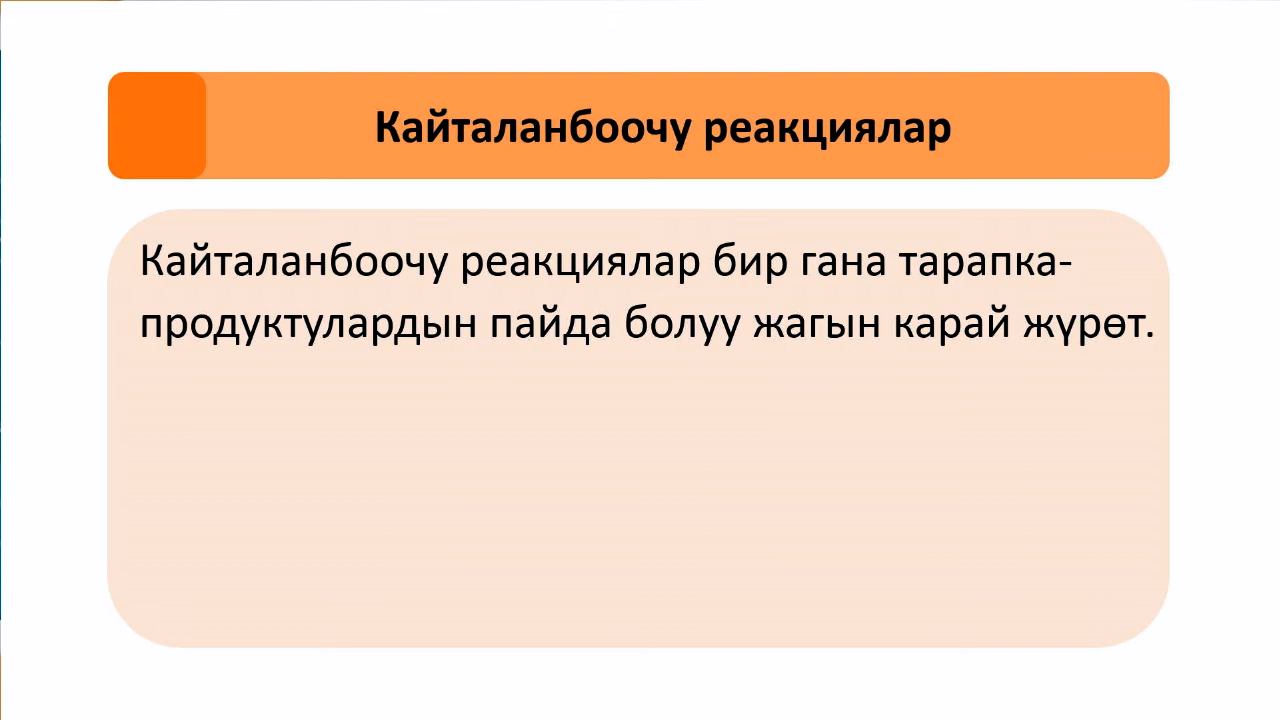 Кайталанбоочу реакциялар
Кайталанбоочу реакциялар бир гана тарапка-
продуктулардын пайда болуу жагын карай жүрөт.